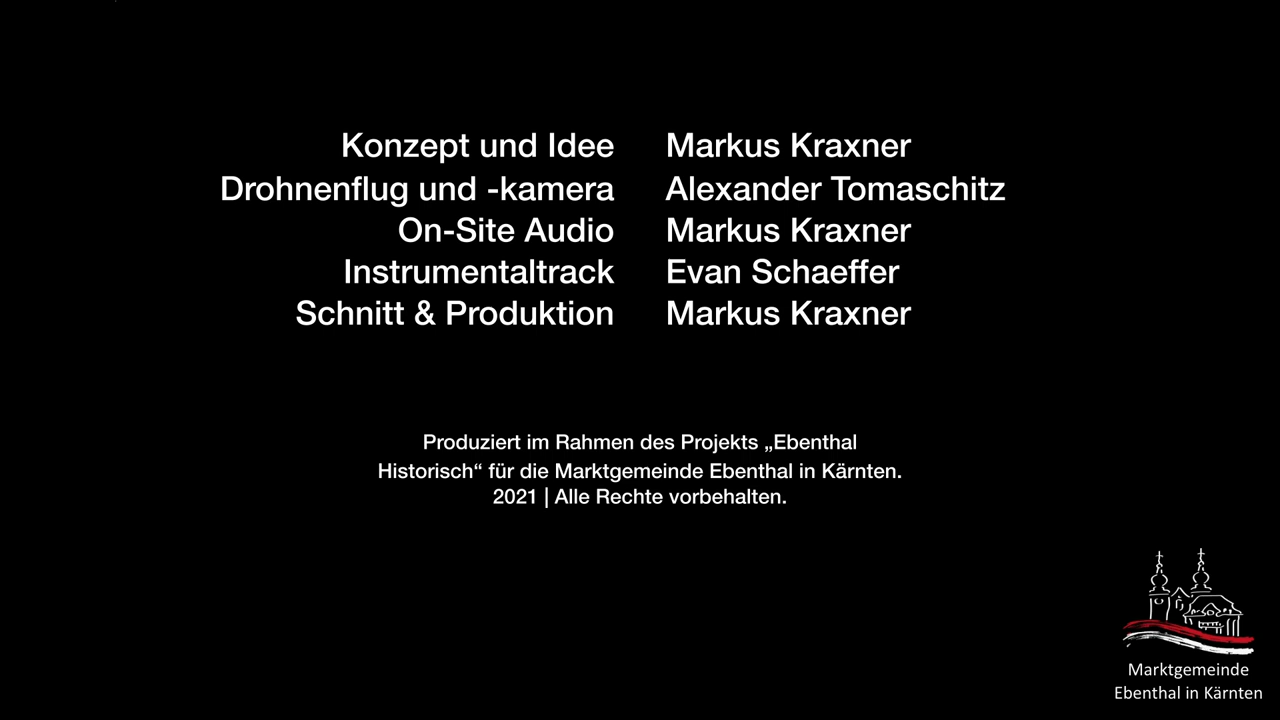 Konzept und Idee Markus Kraxner
Drohnenflug und -kamera Alexander Tomaschitz
On-Site Audio Markus Kraxner
Instrumentaltrack Evan Schaeffer
Schnitt & Produktion Markus Kraxner
Produziert im Rahmen des Projekts „Ebenthal
Historisch“ für die Marktgemeinde Ebenthal in Kärnten.
2021 | Alle Rechte vorbehalten.
Marktgemeinde
Ebenthal in Kärnten